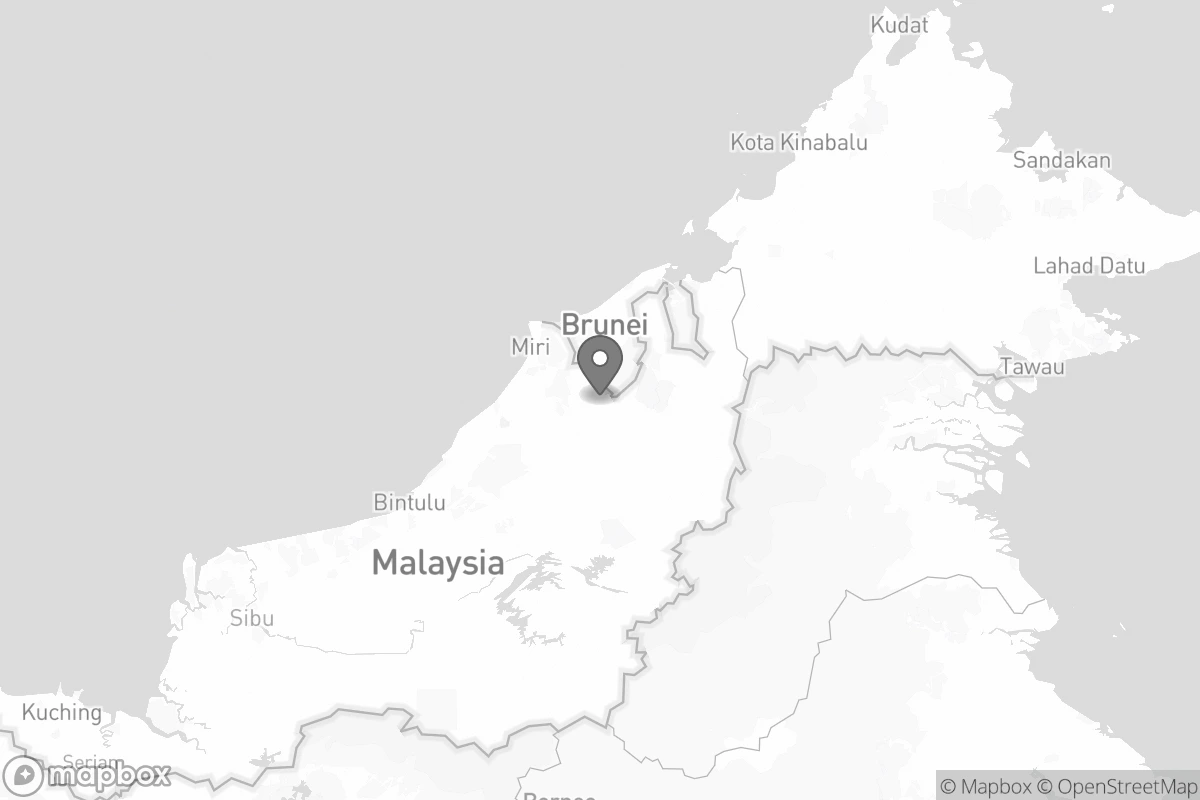 Kudat
Kota Kinabalu
Sandakan
Lahad Datu
Brunei
Miri
Tawau
Bintulu
Malaysia
Sibu
Kuching
Serian
mapbox
© Mapbox © OpenStreetMap
Borneo